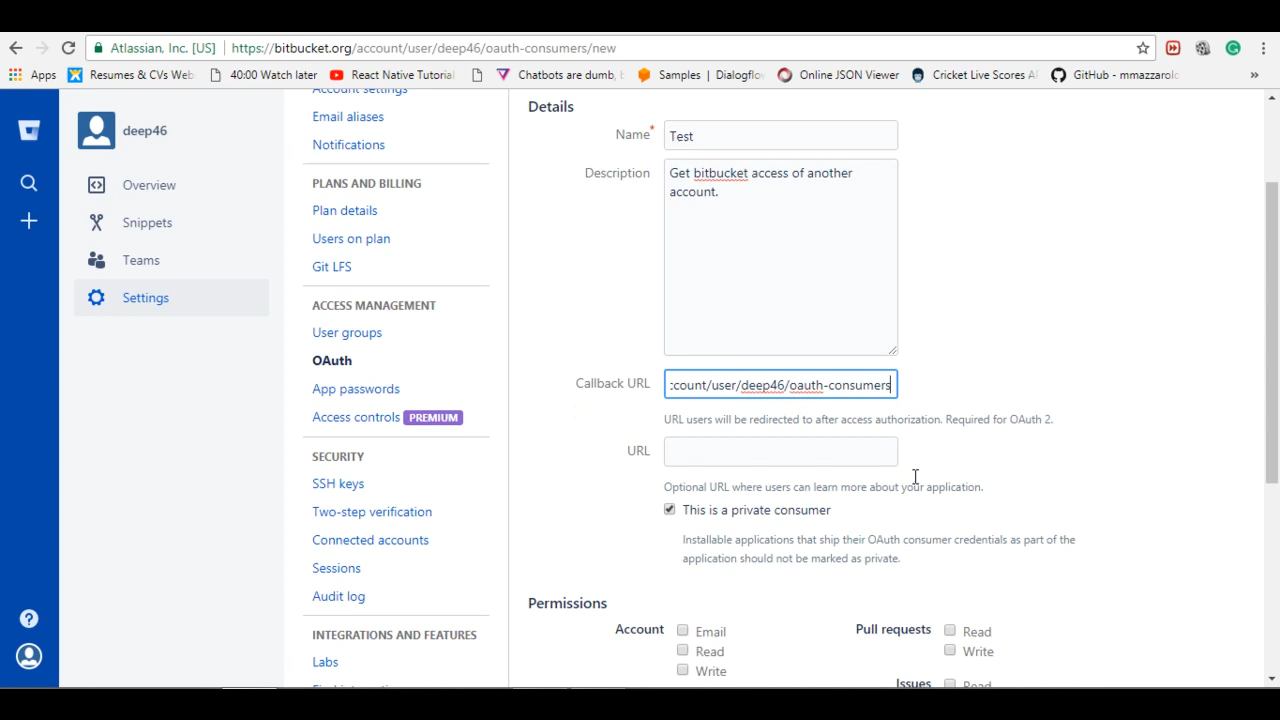 Atlassian, Inc. [US] https://bitbucket.org/account/user/deep46/oauth-consumers/new
Apps Resumes & CVs Web 40:00 Watch later React Native Tutorial Chatbots are dumb, Samples | Dialogflo Online JSON Viewer Cricket Live Scores A GitHub - mmazzarolo »
deep46
Overview
Snippets
Teams
Settings
Account settings
Email aliases
Notifications
PLANS AND BILLING
Plan details
Users on plan
Git LFS
ACCESS MANAGEMENT
User groups
OAuth
App passwords
Access controls PREMIUM
SECURITY
SSH keys
Two-step verification
Connected accounts
Sessions
Audit log
INTEGRATIONS AND FEATURES
Labs
Details
Name* Test
Description Get bitbucket access of another
account.
Callback URL :count/user/deep46/oauth-consumers
URL users will be redirected to after access authorization. Required for OAuth 2.
URL
Optional URL where users can learn more about your application.
This is a private consumer
Installable applications that ship their OAuth consumer credentials as part of the
application should not be marked as private.
Permissions
Account Email
Read
Write
Pull requests Read
Write
Issues Read